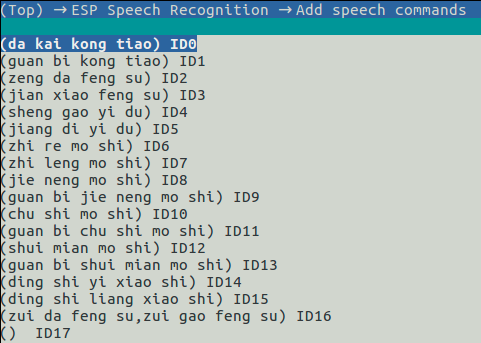 (Top) → ESP Speech Recognition → Add speech commands
(da kai kong tiao) ID0
(guan bi kong tiao) ID1
(zeng da feng su) ID2
(jian xiao feng su) ID3
(sheng gao yi du) ID4
(jiang di yi du) ID5
(zhi re mo shi) ID6
(zhi leng mo shi) ID7
(jie neng mo shi) ID8
(guan bi jie neng mo shi) ID9
(chu shi mo shi) ID10
(guan bi chu shi mo shi) ID11
(shui mian mo shi) ID12
(guan bi shui mian mo shi) ID13
(ding shi yi xiao shi) ID14
(ding shi liang xiao shi) ID15
(zui da feng su,zui gao feng su) ID16
()  ID17